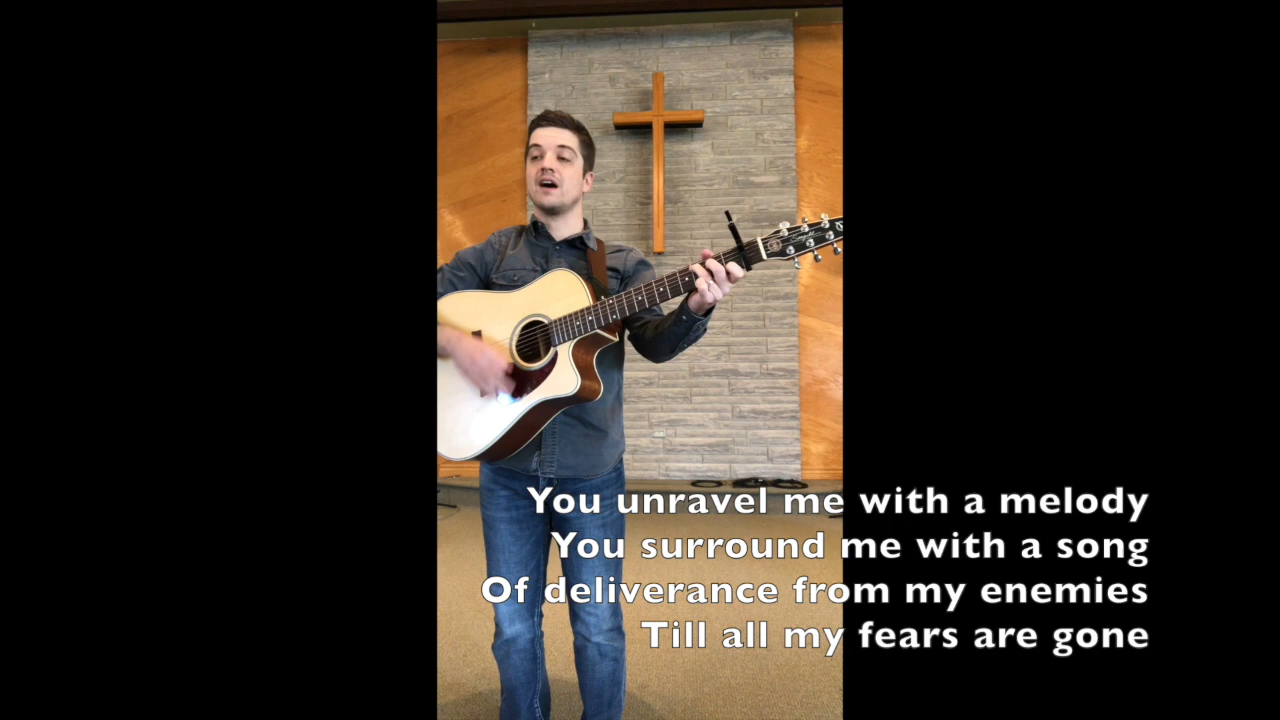 You unravel me with a melody
You surround me with a song
Of deliverance from my enemies
Till all my fears are gone